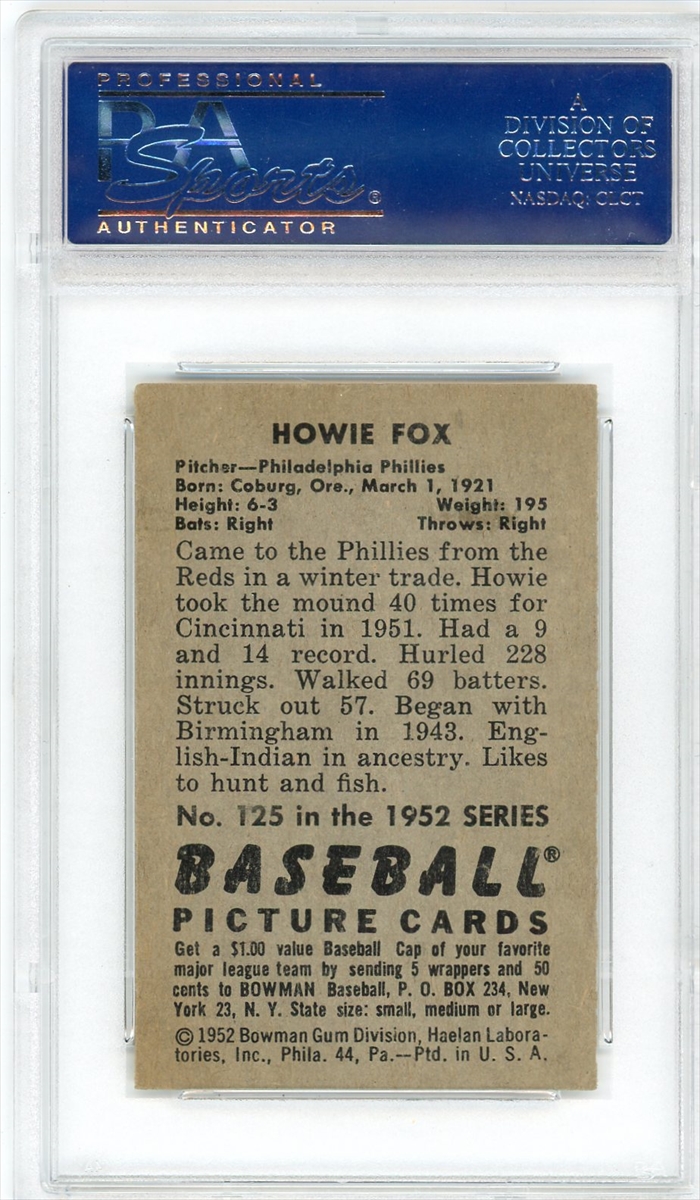 PROFESSIONAL
PSA
Sports®
AUTHENTICATOR
A
DIVISION OF
COLLECTORS
UNIVERSE
NASDAQ: CLCT
HOWIE FOX
Pitcher—Philadelphia Phillies
Born: Coburg, Ore., March 1, 1921
Height: 6-3 Weight: 195
Bats: Right Throws: Right
Came to the Phillies from the
Reds in a winter trade. Howie
took the mound 40 times for
Cincinnati in 1951. Had a 9
and 14 record. Hurled 228
innings. Walked 69 batters.
Struck out 57. Began with
Birmingham in 1943. Eng-
lish-Indian in ancestry. Likes
to hunt and fish.
No. 125 in the 1952 SERIES
BASEBALL®
PICTURE CARDS
Get a $1.00 value Baseball Cap of your favorite
major league team by sending 5 wrappers and 50
cents to BOWMAN Baseball, P. O. BOX 234, New
York 23, N. Y. State size: small, medium or large.
© 1952 Bowman Gum Division, Haelan Labora-
tories, Inc., Phila. 44, Pa.—Ptd. in U. S. A.